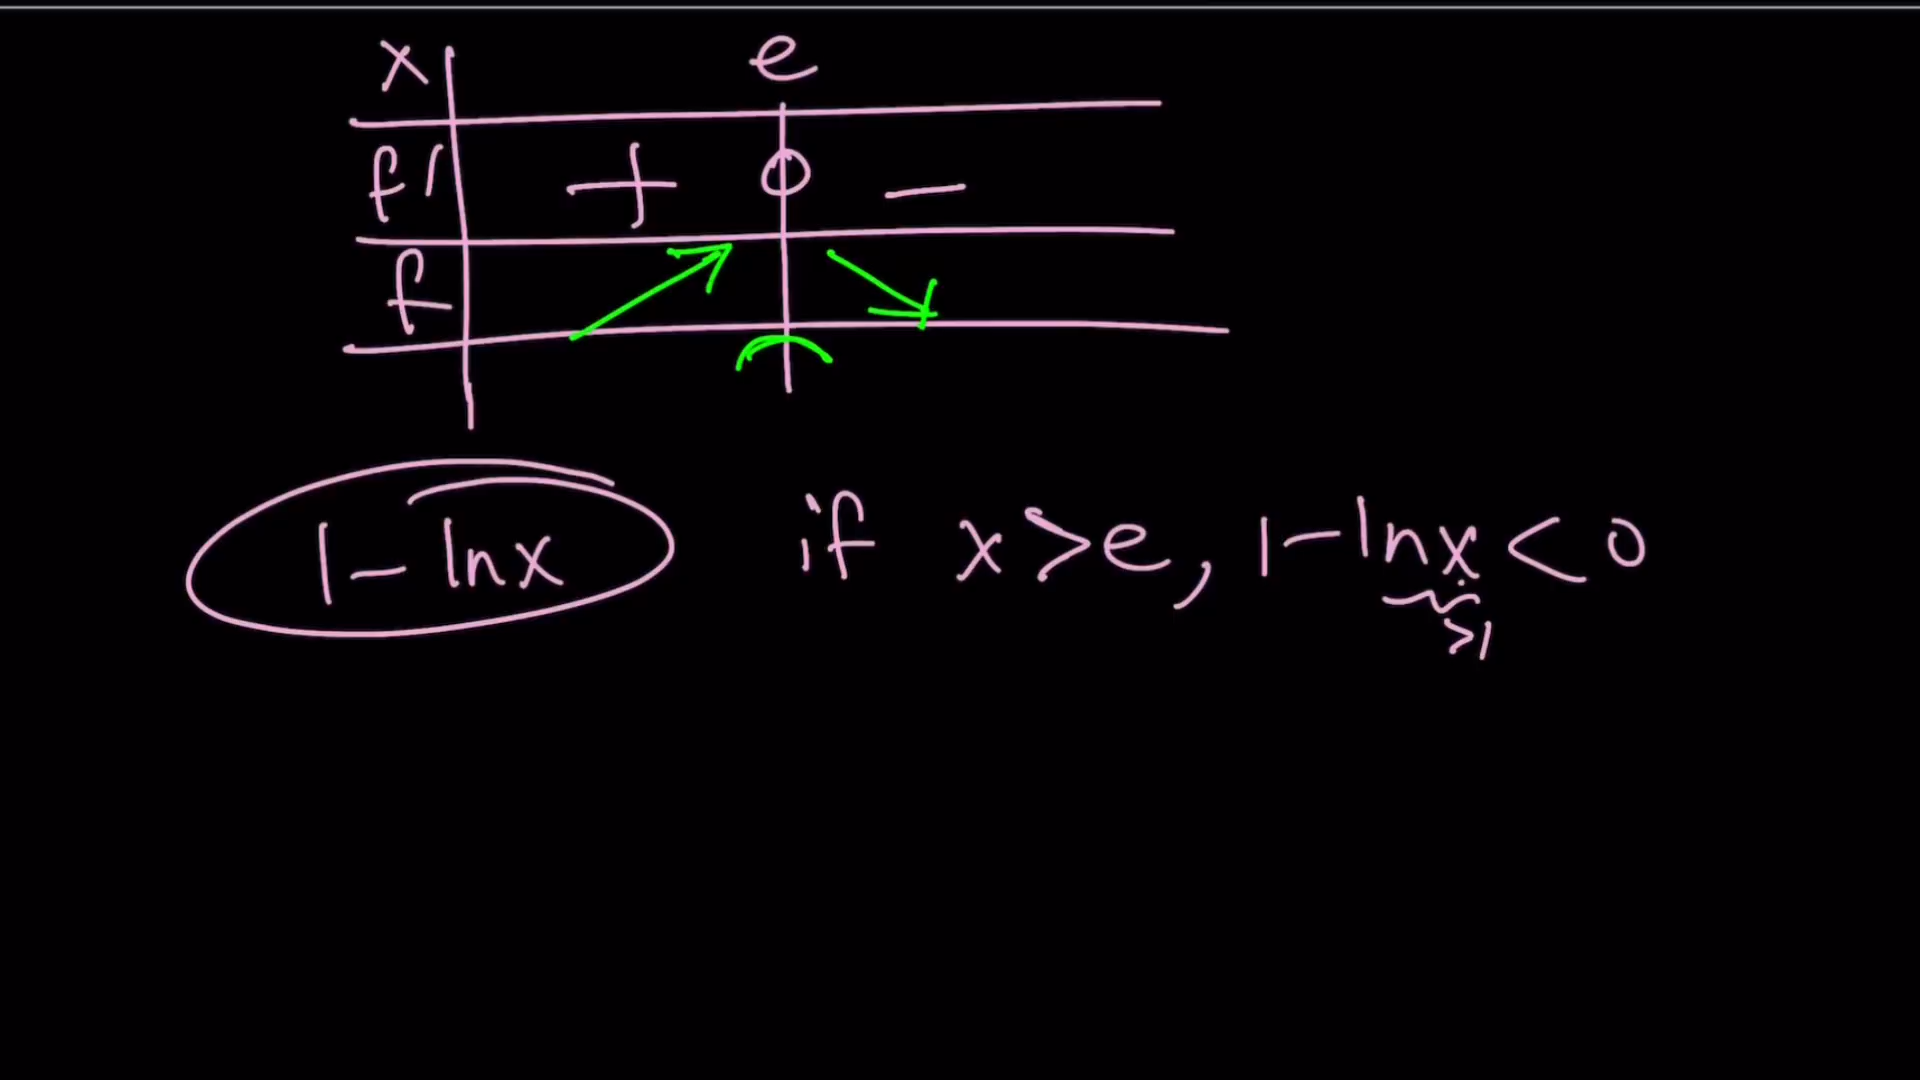 x e
f' + 0 -
f
1 - ln x if x > e, 1 - ln x < 0
> 1